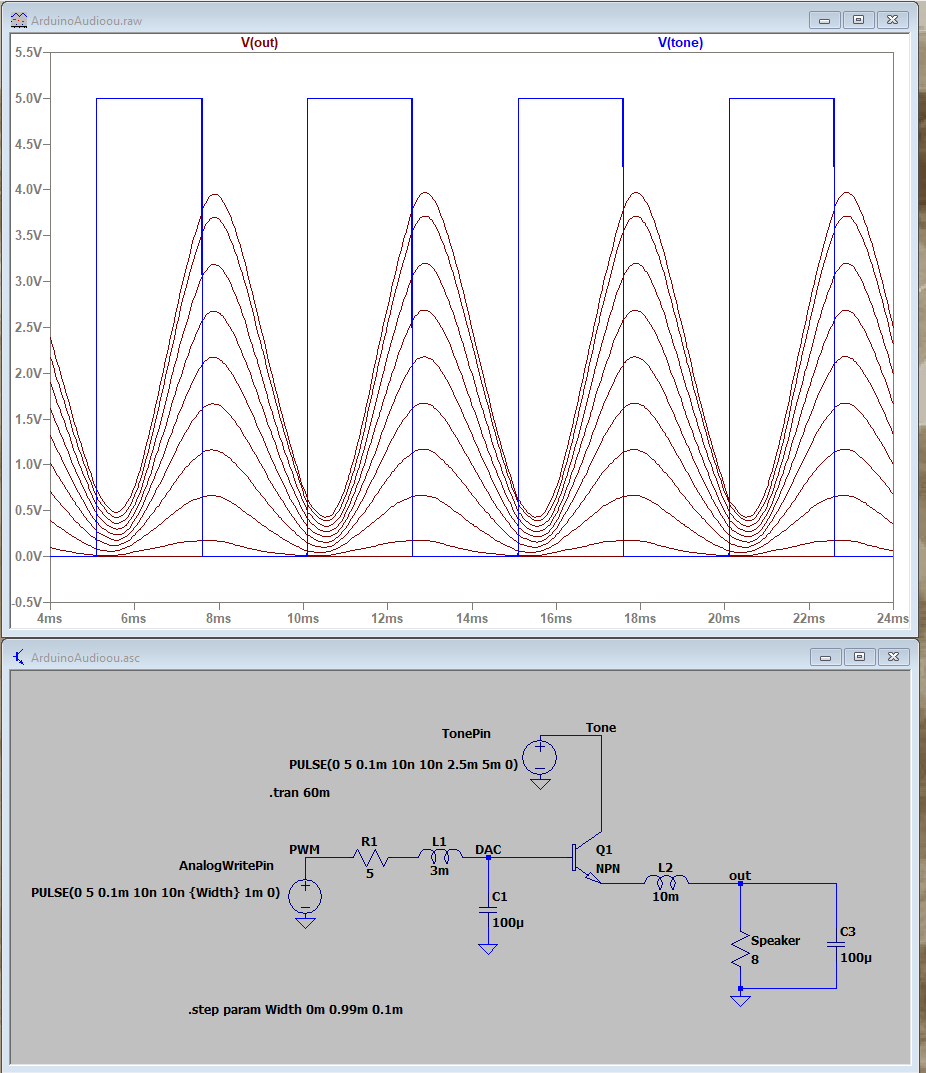 ArduinoAudioou.raw
V(out) V(tone)
5.5V
5.0V
4.5V
4.0V
3.5V
3.0V
2.5V
2.0V
1.5V
1.0V
0.5V
0.0V
-0.5V
4ms 6ms 8ms 10ms 12ms 14ms 16ms 18ms 20ms 22ms 24ms
ArduinoAudioou.asc
TonePin
Tone
PULSE(0 5 0.1m 10n 10n 2.5m 5m 0)
.tran 60m
PWM
R1
5
L1
3m
DAC
Q1
NPN
AnalogWritePin
PULSE(0 5 0.1m 10n 10n {Width} 1m 0)
C1
100µ
L2
10m
out
Speaker
8
C3
100µ
.step param Width 0m 0.99m 0.1m